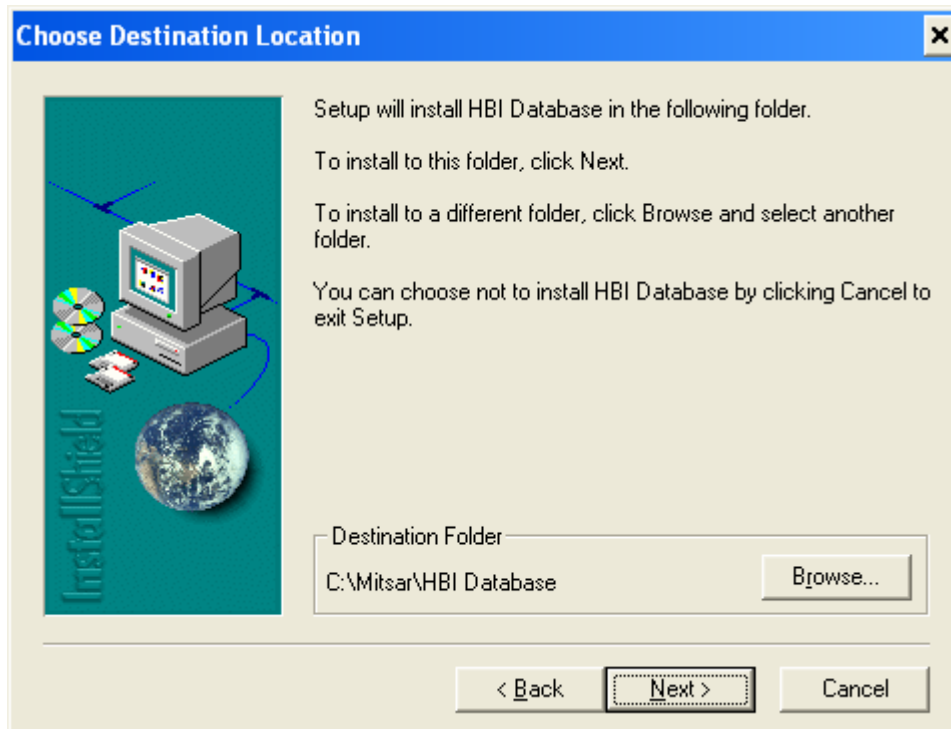 Choose Destination Location
Setup will install HBI Database in the following folder.
To install to this folder, click Next.
To install to a different folder, click Browse and select another
folder.
You can choose not to install HBI Database by clicking Cancel to
exit Setup.
InstallShield
Destination Folder
C:\Mitsar\HBI Database
Browse...
< Back
Next >
Cancel